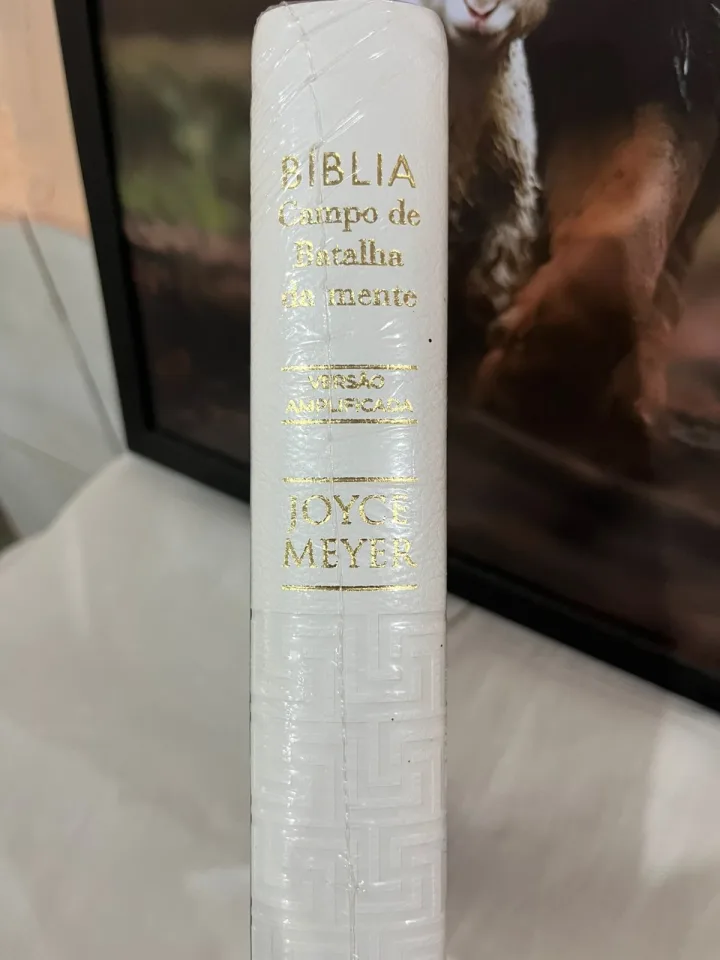 BÍBLIA
Campo de
Batalha
da mente
VERSÃO
AMPLIFICADA
JOYCE
MEYER